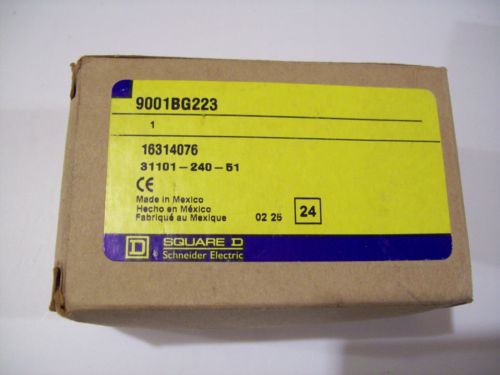 9001BG223
1
16314076
31101-240-51
CE
Made in Mexico
Hecho en México
Fabriqué au Mexique
02 26 24
D SQUARE D
Schneider Electric